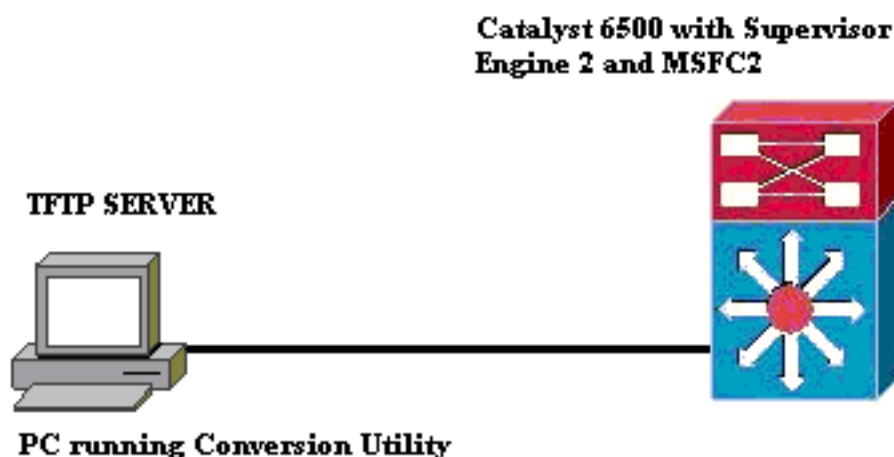 Catalyst 6500 with Supervisor
Engine 2 and MSFC2
TFTP SERVER
PC running Conversion Utility